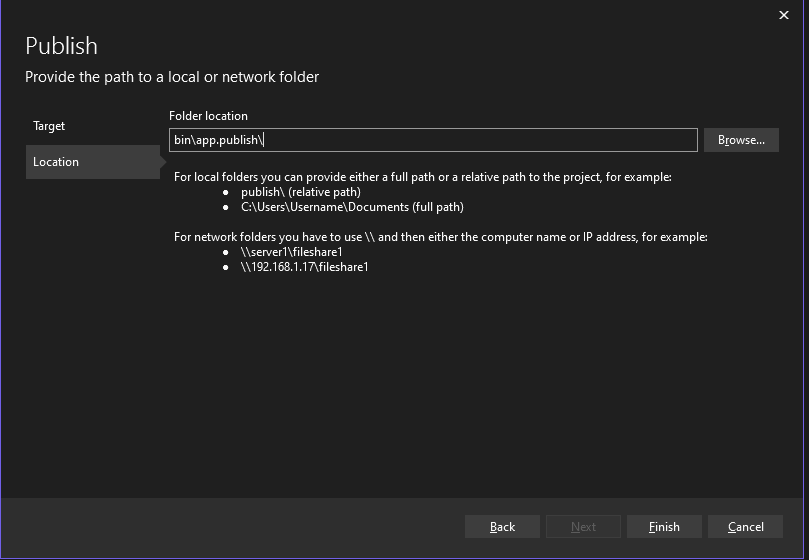 Publish
Provide the path to a local or network folder
Target
Location
Folder location
bin\app.publish\
Browse...
For local folders you can provide either a full path or a relative path to the project, for example:
● publish\ (relative path)
● C:\Users\Username\Documents (full path)
For network folders you have to use \\ and then either the computer name or IP address, for example:
● \\server1\fileshare1
● \\192.168.1.17\fileshare1
Back
Next
Finish
Cancel